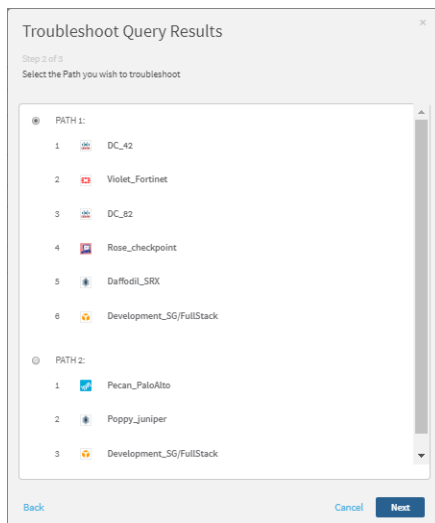 Troubleshoot Query Results
Step 2 of 5
Select the Path you wish to troubleshoot
PATH 1:
1 DC_42
2 Violet_Fortinet
3 DC_82
4 Rose_checkpoint
5 Daffodil_SRX
6 Development_SG/FullStack
PATH 2:
1 Pecan_PaloAlto
2 Poppy_juniper
3 Development_SG/FullStack
Back Cancel Next